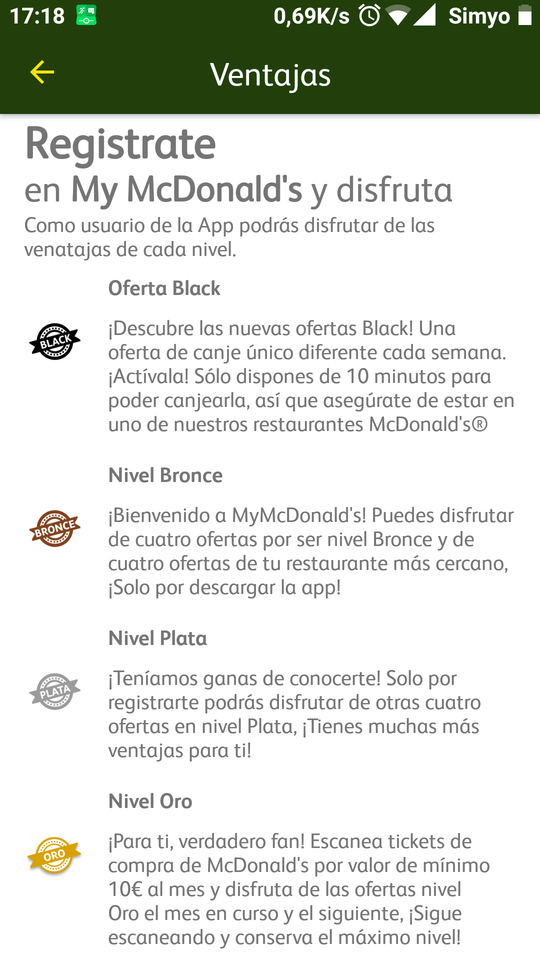 17:18 0,69K/s Simyo
Ventajas
Registrate
en My McDonald's y disfruta
Como usuario de la App podrás disfrutar de las
venatajas de cada nivel.
Oferta Black
BLACK
¡Descubre las nuevas ofertas Black! Una
oferta de canje único diferente cada semana.
¡Actívala! Sólo dispones de 10 minutos para
poder canjearla, así que asegúrate de estar en
uno de nuestros restaurantes McDonald's®
Nivel Bronce
BRONCE
¡Bienvenido a MyMcDonald's! Puedes disfrutar
de cuatro ofertas por ser nivel Bronce y de
cuatro ofertas de tu restaurante más cercano,
¡Solo por descargar la app!
Nivel Plata
PLATA
¡Teníamos ganas de conocerte! Solo por
registrarte podrás disfrutar de otras cuatro
ofertas en nivel Plata, ¡Tienes muchas más
ventajas para ti!
Nivel Oro
ORO
¡Para ti, verdadero fan! Escanea tickets de
compra de McDonald's por valor de mínimo
10€ al mes y disfruta de las ofertas nivel
Oro el mes en curso y el siguiente, ¡Sigue
escaneando y conserva el máximo nivel!